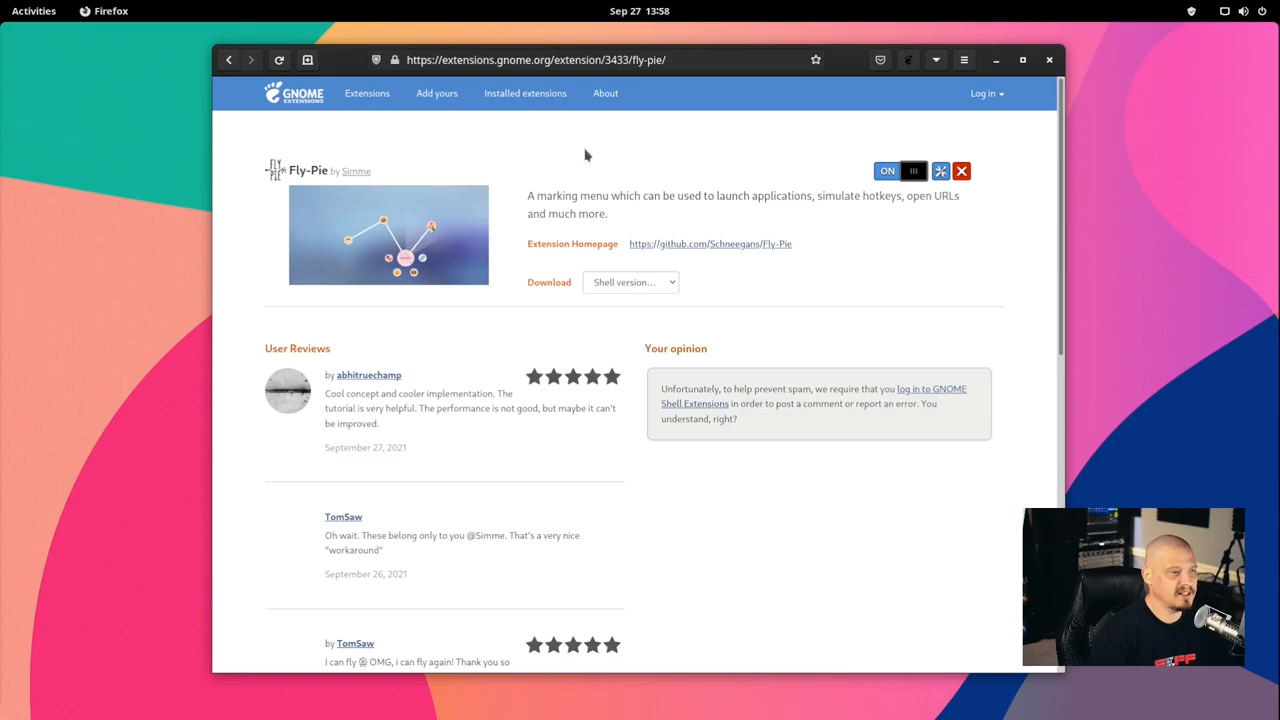 Activities
Firefox
Sep 27 13:58
https://extensions.gnome.org/extension/3433/fly-pie/
GNOME
EXTENSIONS
Extensions
Add yours
Installed extensions
About
Log in
FLY
PIE
Fly-Pie by Simme
ON
A marking menu which can be used to launch applications, simulate hotkeys, open URLs
and much more.
Extension Homepage
https://github.com/Schneegans/Fly-Pie
Download
Shell version...
User Reviews
by abhitruechamp
Cool concept and cooler implementation. The
tutorial is very helpful. The performance is not good, but maybe it can't
be improved.
September 27, 2021
TomSaw
Oh wait. These belong only to you @Simme. That's a very nice
"workaround"
September 26, 2021
by TomSaw
I can fly 🏵 OMG, i can fly again! Thank you so
Your opinion
Unfortunately, to help prevent spam, we require that you log in to GNOME
Shell Extensions in order to post a comment or report an error. You
understand, right?